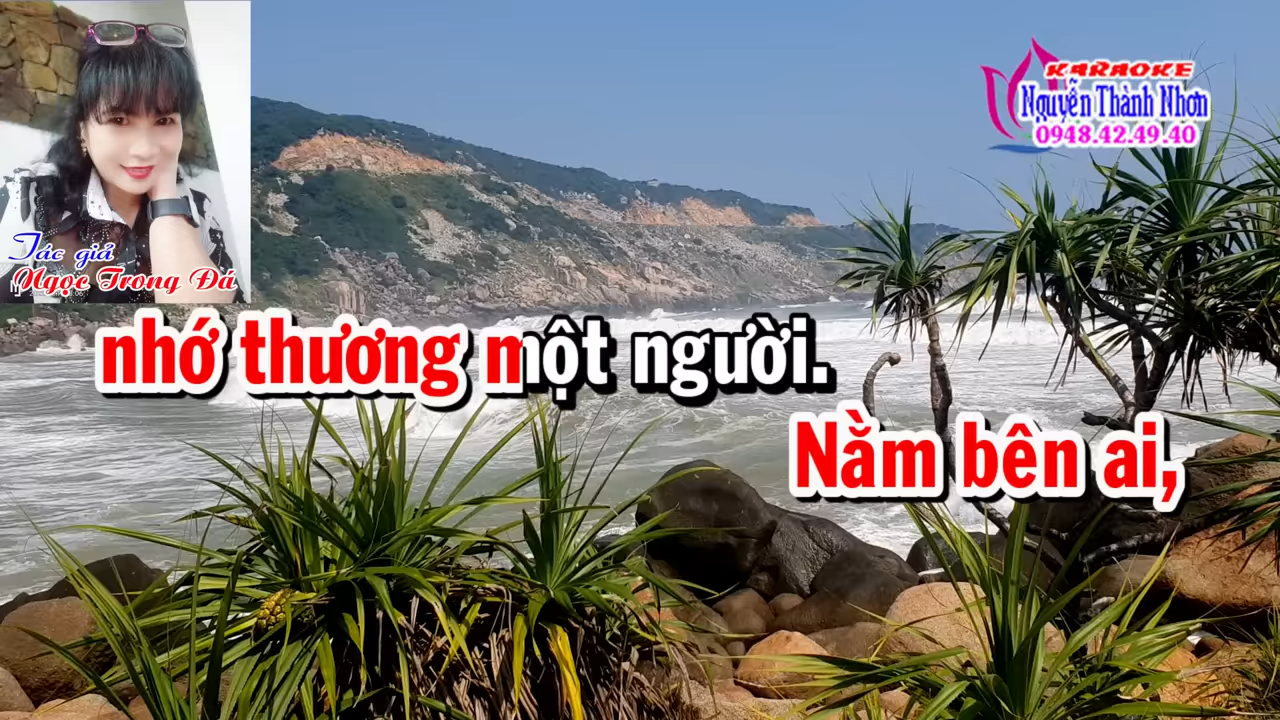 KARAOKE
Nguyễn Thành Nhơn
0948.42.49.40
Tác giả
Ngọc Trong Đá
nhớ thương một người.
Nằm bên ai,